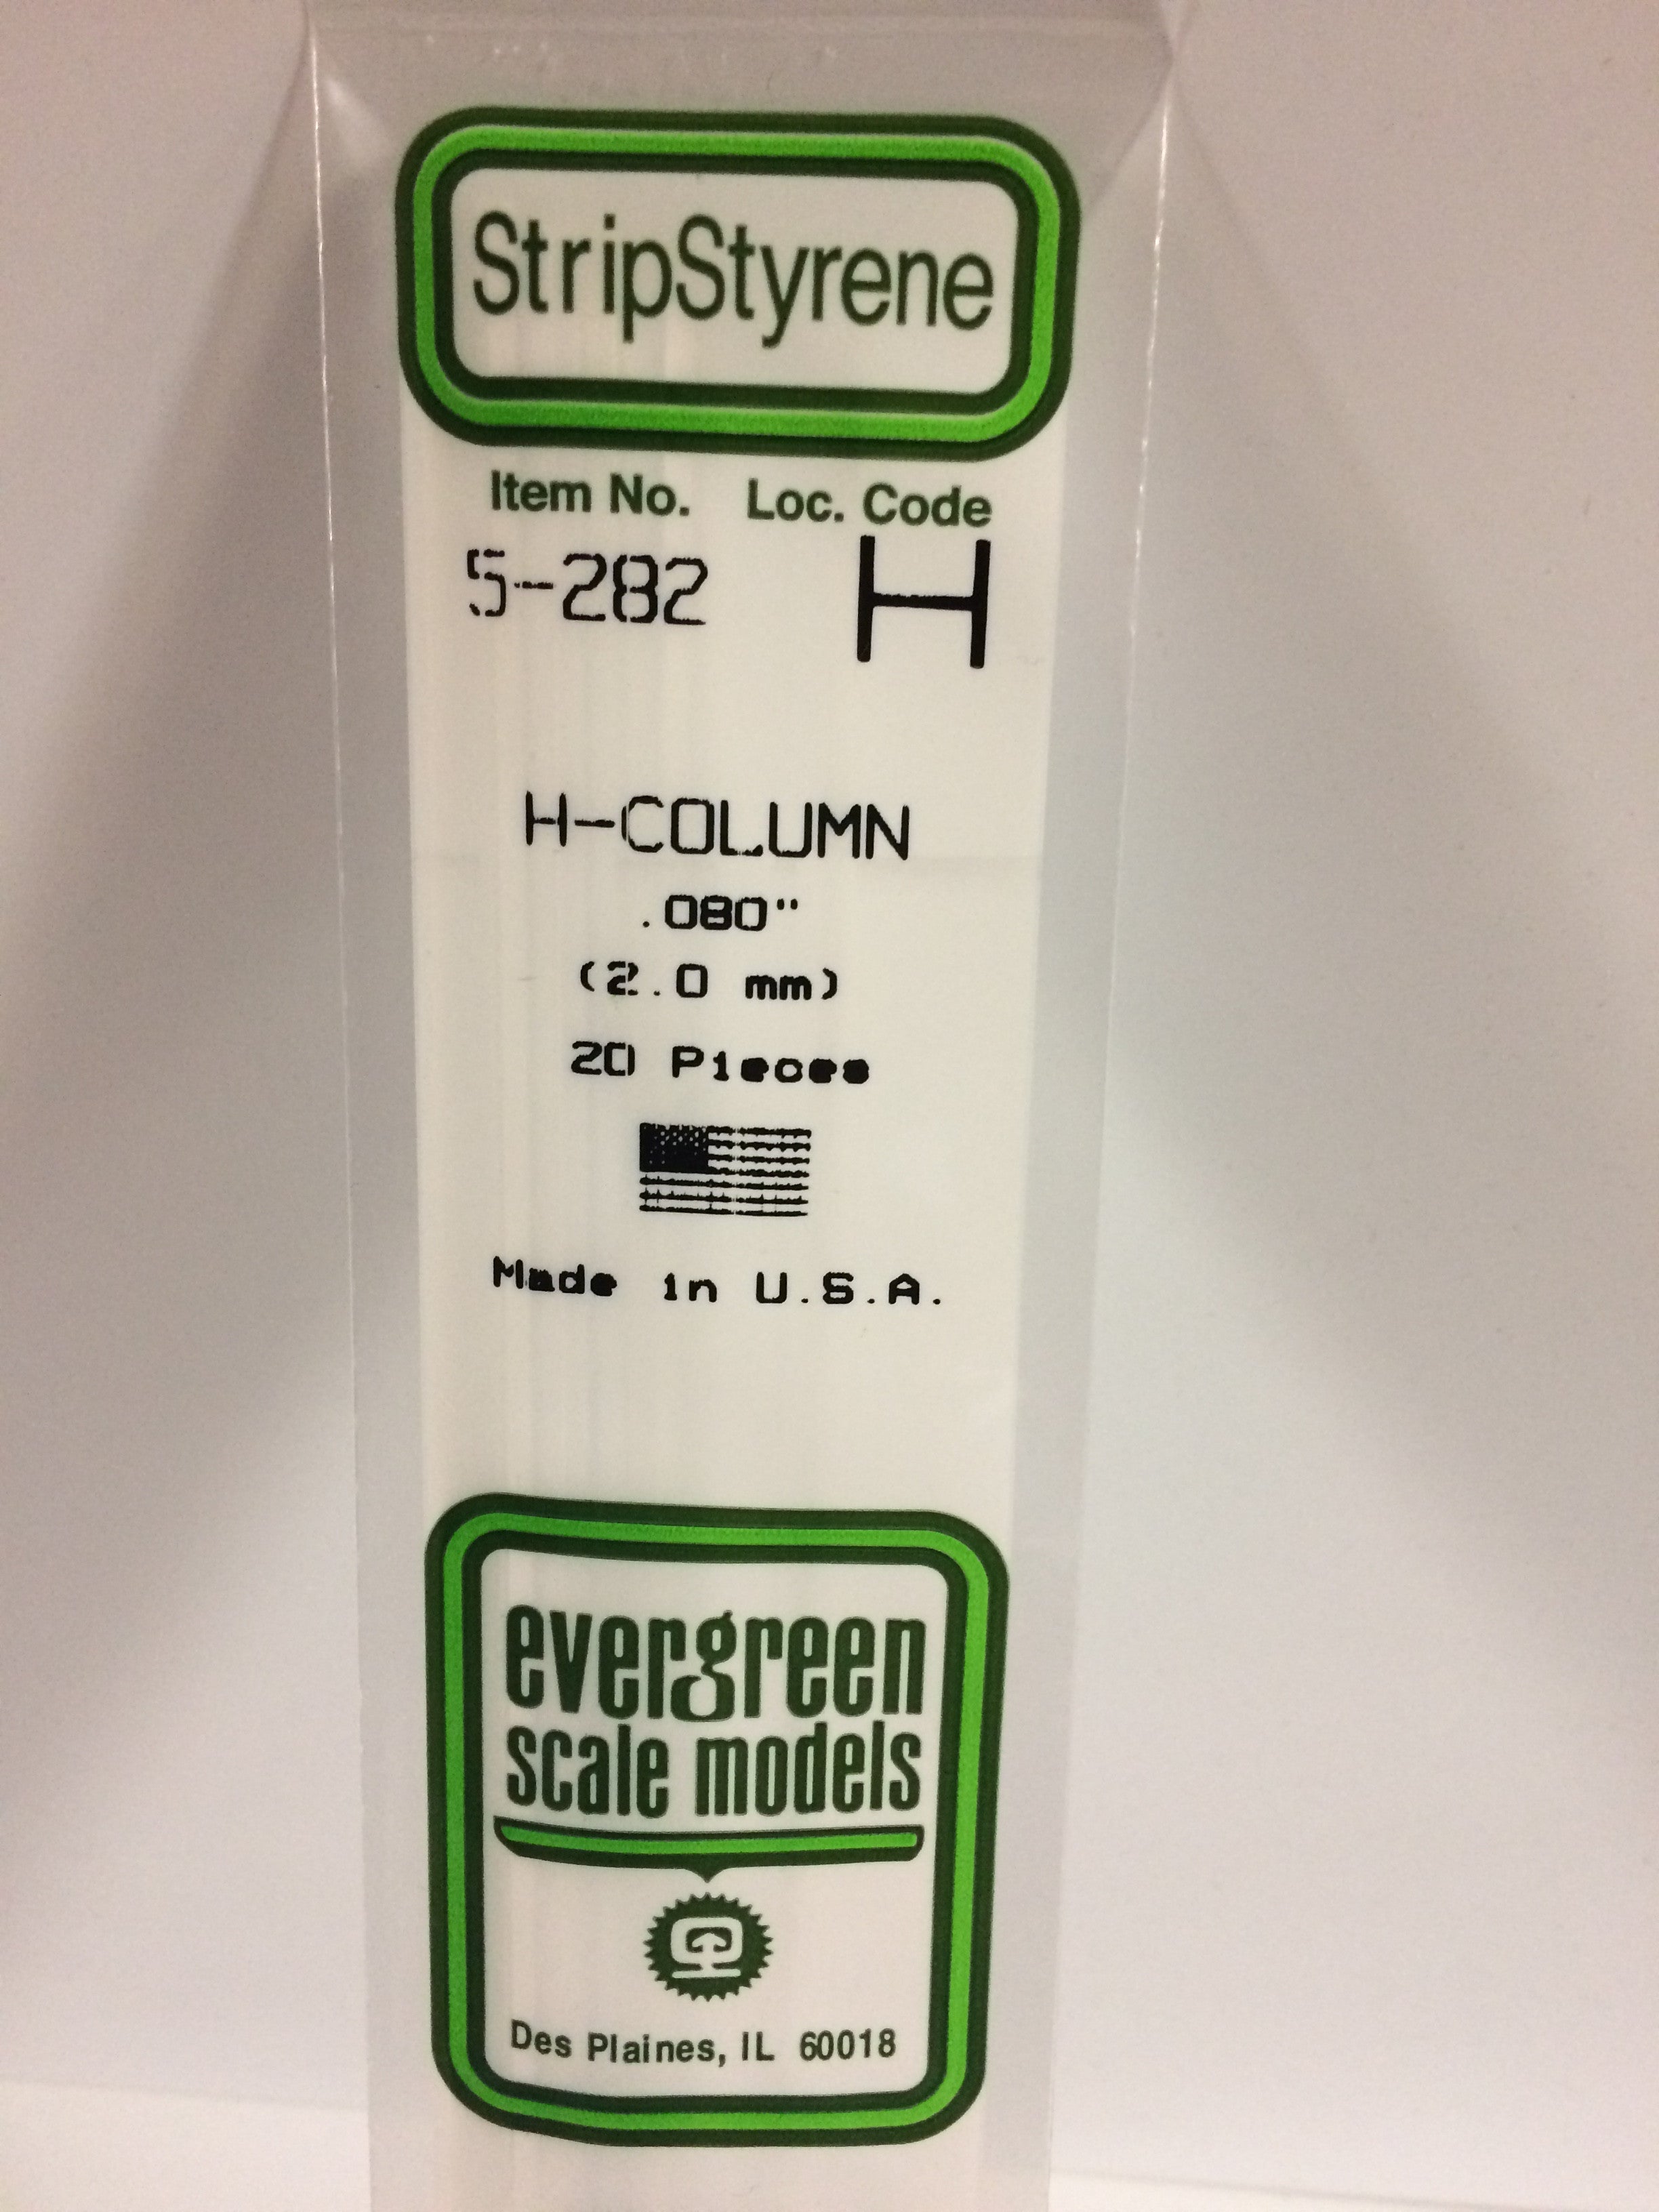 StripStyrene
Item No. Loc. Code
5-282 H
H-COLUMN
.080"
(2.0 mm)
20 Pieces
Made in U.S.A.
evergreen
scale models
Des Plaines, IL 60018